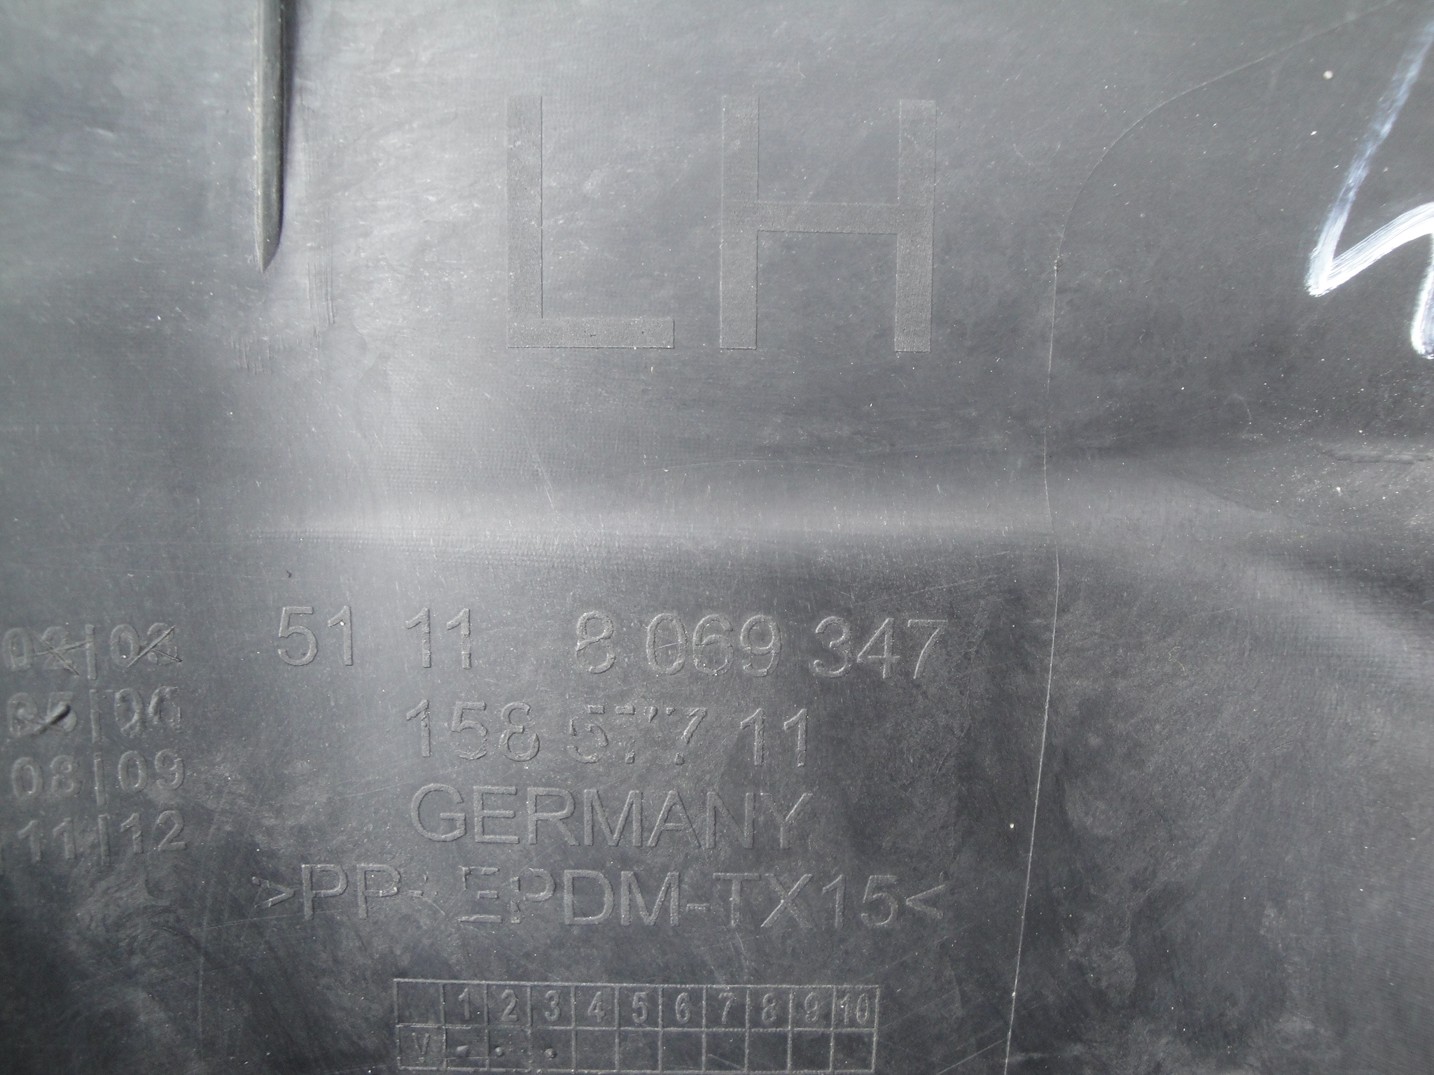 LH
51 11 8 069 347
158 577 11
08|09
11|12
GERMANY
>PP+EPDM-TX15<
1 2 3 4 5 6 7 8 9 10
V